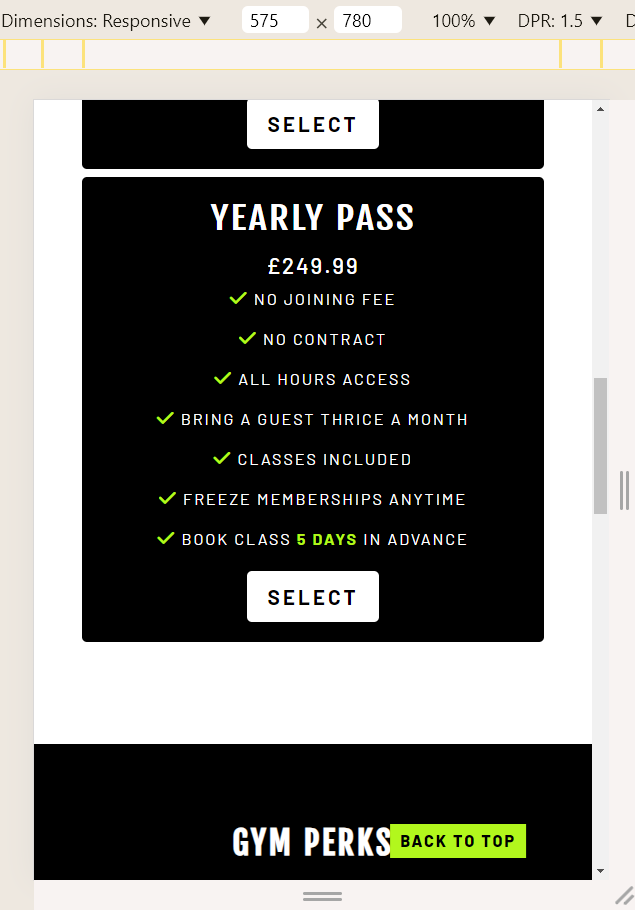 Dimensions: Responsive ▼ 575 × 780 100% ▼ DPR: 1.5 ▼
SELECT
YEARLY PASS
£249.99
NO JOINING FEE
NO CONTRACT
ALL HOURS ACCESS
BRING A GUEST THRICE A MONTH
CLASSES INCLUDED
FREEZE MEMBERSHIPS ANYTIME
BOOK CLASS 5 DAYS IN ADVANCE
SELECT
GYM PERKS
BACK TO TOP